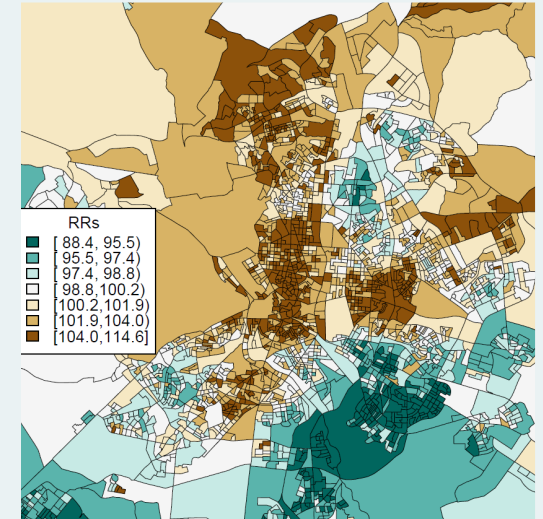 RRs
[ 88.4, 95.5)
[ 95.5, 97.4)
[ 97.4, 98.8)
[ 98.8,100.2)
[100.2,101.9)
[101.9,104.0)
[104.0,114.6]